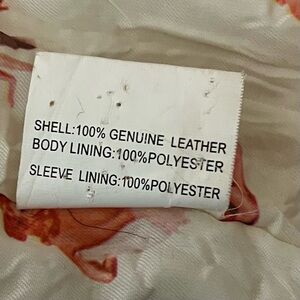 SHELL:100% GENUINE LEATHER
BODY LINING:100%POLYESTER
SLEEVE LINING:100%POLYESTER